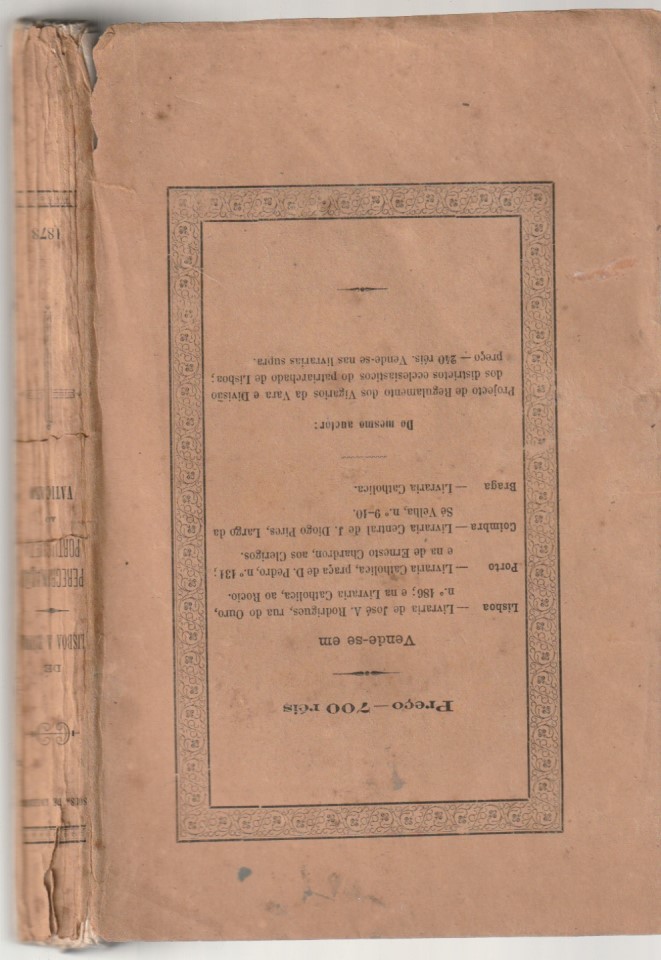 Preço — 700 réis
Vende-se em
Lisboa — Livraria de José A. Rodrigues, rua do Ouro,
n.º 186; e na Livraria Catholica, ao Rocio.
Porto — Livraria Catholica, praça de D. Pedro, n.º 131;
e na de Ernesto Chardron, aos Clerigos.
Coimbra — Livraria Central de J. Diogo Pires, Largo da
Sé Velha, n.º 9-10.
Braga — Livraria Catholica.
Do mesmo auctor:
Projecto de Regulamento dos Vigarios da Vara e Divisão
dos districtos ecclesiasticos do patriarchado de Lisboa;
preço — 240 réis. Vende-se nas livrarias supra.
DE
LISBOA A
VATICANO
1878